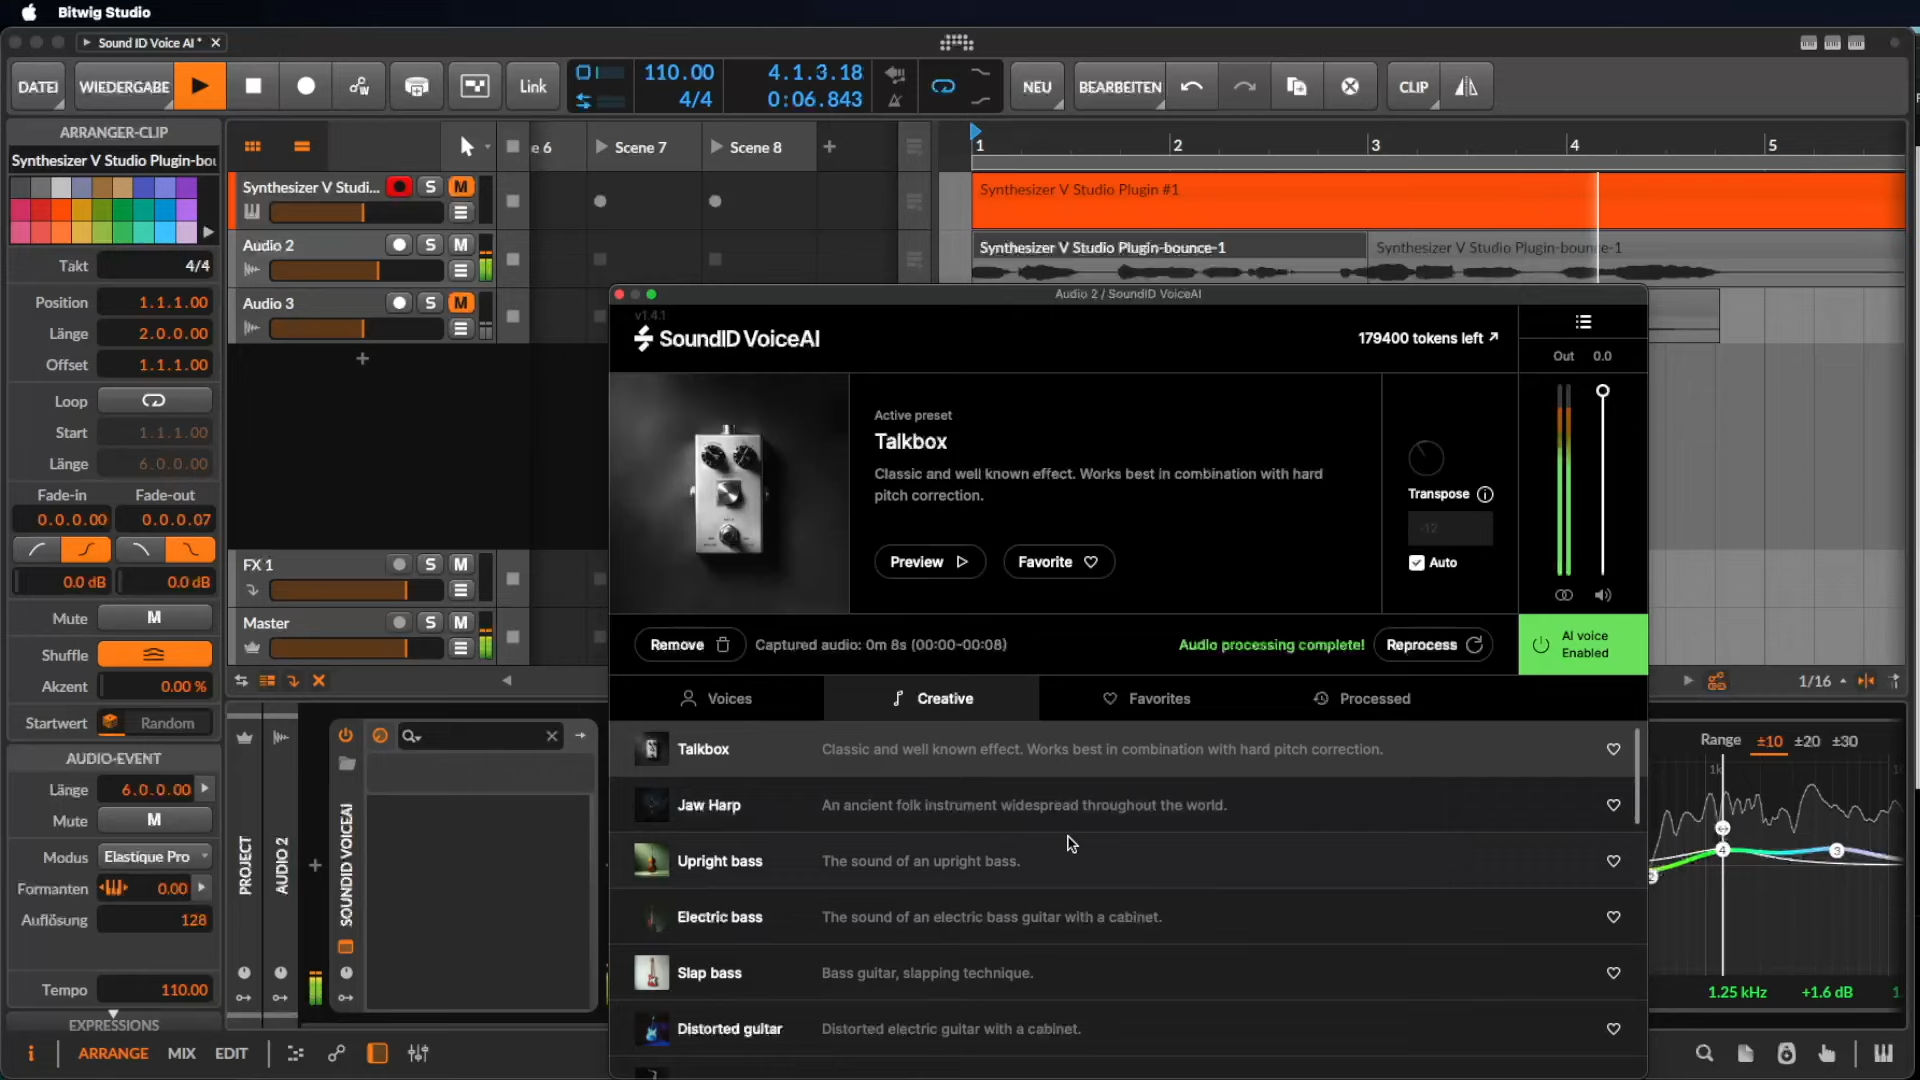 Bitwig Studio
Sound ID Voice AI *
DATEI
WIEDERGABE
Link
110.00
4/4
4.1.3.18
0:06.843
NEU
BEARBEITEN
CLIP
ARRANGER-CLIP
Synthesizer V Studio Plugin-bou
Takt 4/4
Position 1.1.1.00
Länge 2.0.0.00
Offset 1.1.1.00
Loop
Start 1.1.1.00
Länge 6.0.0.00
Fade-in Fade-out
0.0.0.00 0.0.0.07
0.0 dB 0.0 dB
Mute M
Shuffle
Akzent 0.00 %
Startwert Random
AUDIO-EVENT
Länge 6.0.0.00
Mute M
Modus Elastique Pro
Formanten 0.00
Auflösung 128
Tempo 110.00
EXPRESSIONS
e 6
Scene 7
Scene 8
Synthesizer V Studi... S M
Audio 2 S M
Audio 3 S M
FX 1 S M
Master S M
1 2 3 4 5
Synthesizer V Studio Plugin #1
Synthesizer V Studio Plugin-bounce-1
Synthesizer V Studio Plugin-bounce-1
Audio 2 / SoundID VoiceAI
v1.4.1
SoundID VoiceAI
179400 tokens left
Out 0.0
Active preset
Talkbox
Classic and well known effect. Works best in combination with hard
pitch correction.
Preview
Favorite
Transpose
-12
Auto
Remove
Captured audio: 0m 8s (00:00-00:08)
Audio processing complete!
Reprocess
AI voice
Enabled
Voices
Creative
Favorites
Processed
Talkbox Classic and well known effect. Works best in combination with hard pitch correction.
Jaw Harp An ancient folk instrument widespread throughout the world.
Upright bass The sound of an upright bass.
Electric bass The sound of an electric bass guitar with a cabinet.
Slap bass Bass guitar, slapping technique.
Distorted guitar Distorted electric guitar with a cabinet.
PROJECT
AUDIO 2
SOUNDID VOICEAI
1/16
Range ±10 ±20 ±30
1k
4
3
1.25 kHz +1.6 dB
ARRANGE MIX EDIT